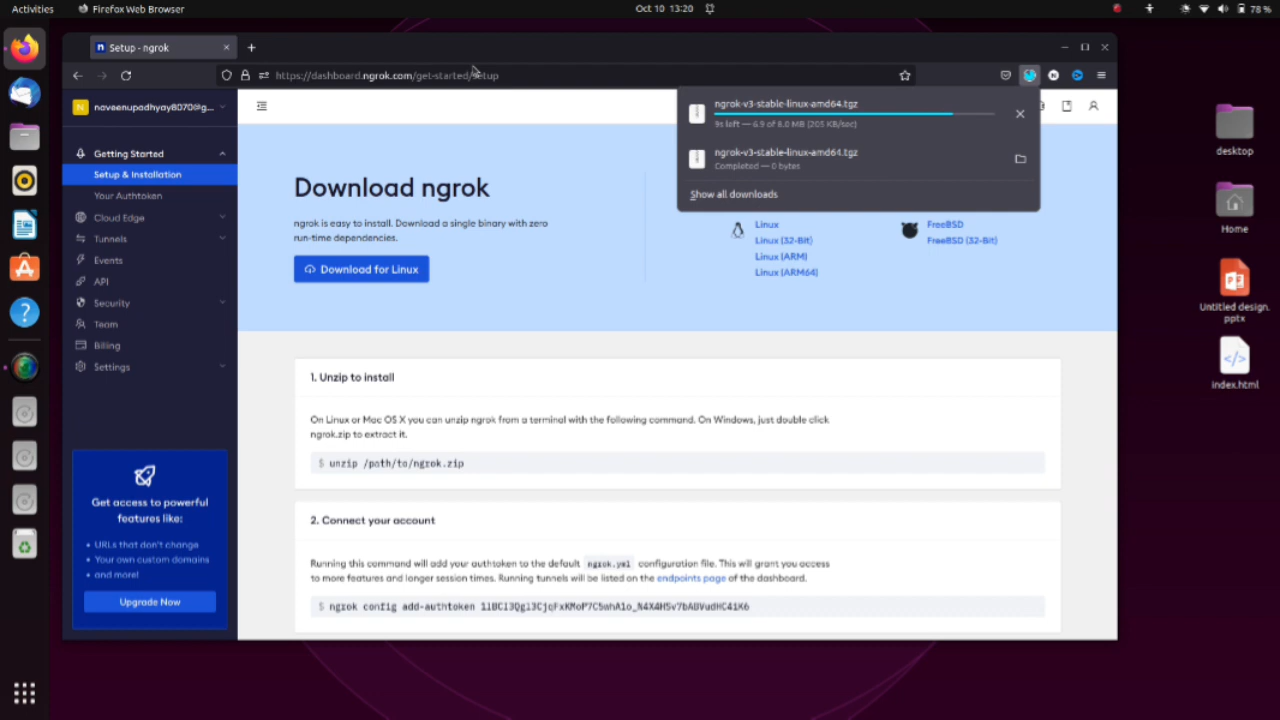 Activities
Firefox Web Browser
Oct 10 13:20
78 %
Setup - ngrok
https://dashboard.ngrok.com/get-started/setup
naveenupadhyay8070@g...
Getting Started
Setup & Installation
Your Authtoken
Cloud Edge
Tunnels
Events
API
Security
Team
Billing
Settings
Get access to powerful
features like:
• URLs that don't change
• Your own custom domains
• and more!
Upgrade Now
Download ngrok
ngrok is easy to install. Download a single binary with zero
run-time dependencies.
Download for Linux
ngrok-v3-stable-linux-amd64.tgz
9s left — 6.9 of 8.0 MB (205 KB/sec)
ngrok-v3-stable-linux-amd64.tgz
Completed — 0 bytes
Show all downloads
Linux
Linux (32-Bit)
Linux (ARM)
Linux (ARM64)
FreeBSD
FreeBSD (32-Bit)
1. Unzip to install
On Linux or Mac OS X you can unzip ngrok from a terminal with the following command. On Windows, just double click
ngrok.zip to extract it.
$ unzip /path/to/ngrok.zip
2. Connect your account
Running this command will add your authtoken to the default ngrok.yml configuration file. This will grant you access
to more features and longer session times. Running tunnels will be listed on the endpoints page of the dashboard.
$ ngrok config add-authtoken
desktop
Home
Untitled design.
pptx
index.html